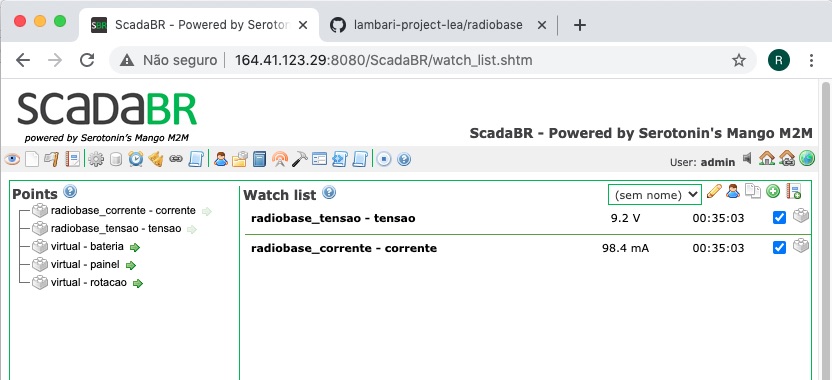 ScadaBR - Powered by Serotonin
lambari-project-lea/radiobase
Não seguro
164.41.123.29:8080/ScadaBR/watch_list.shtm
R
SCADABR
powered by Serotonin's Mango M2M
ScadaBR - Powered by Serotonin's Mango M2M
User: admin
Points
radiobase_corrente - corrente
radiobase_tensao - tensao
virtual - bateria
virtual - painel
virtual - rotacao
Watch list
(sem nome)
radiobase_tensao - tensao 9.2 V 00:35:03
radiobase_corrente - corrente 98.4 mA 00:35:03